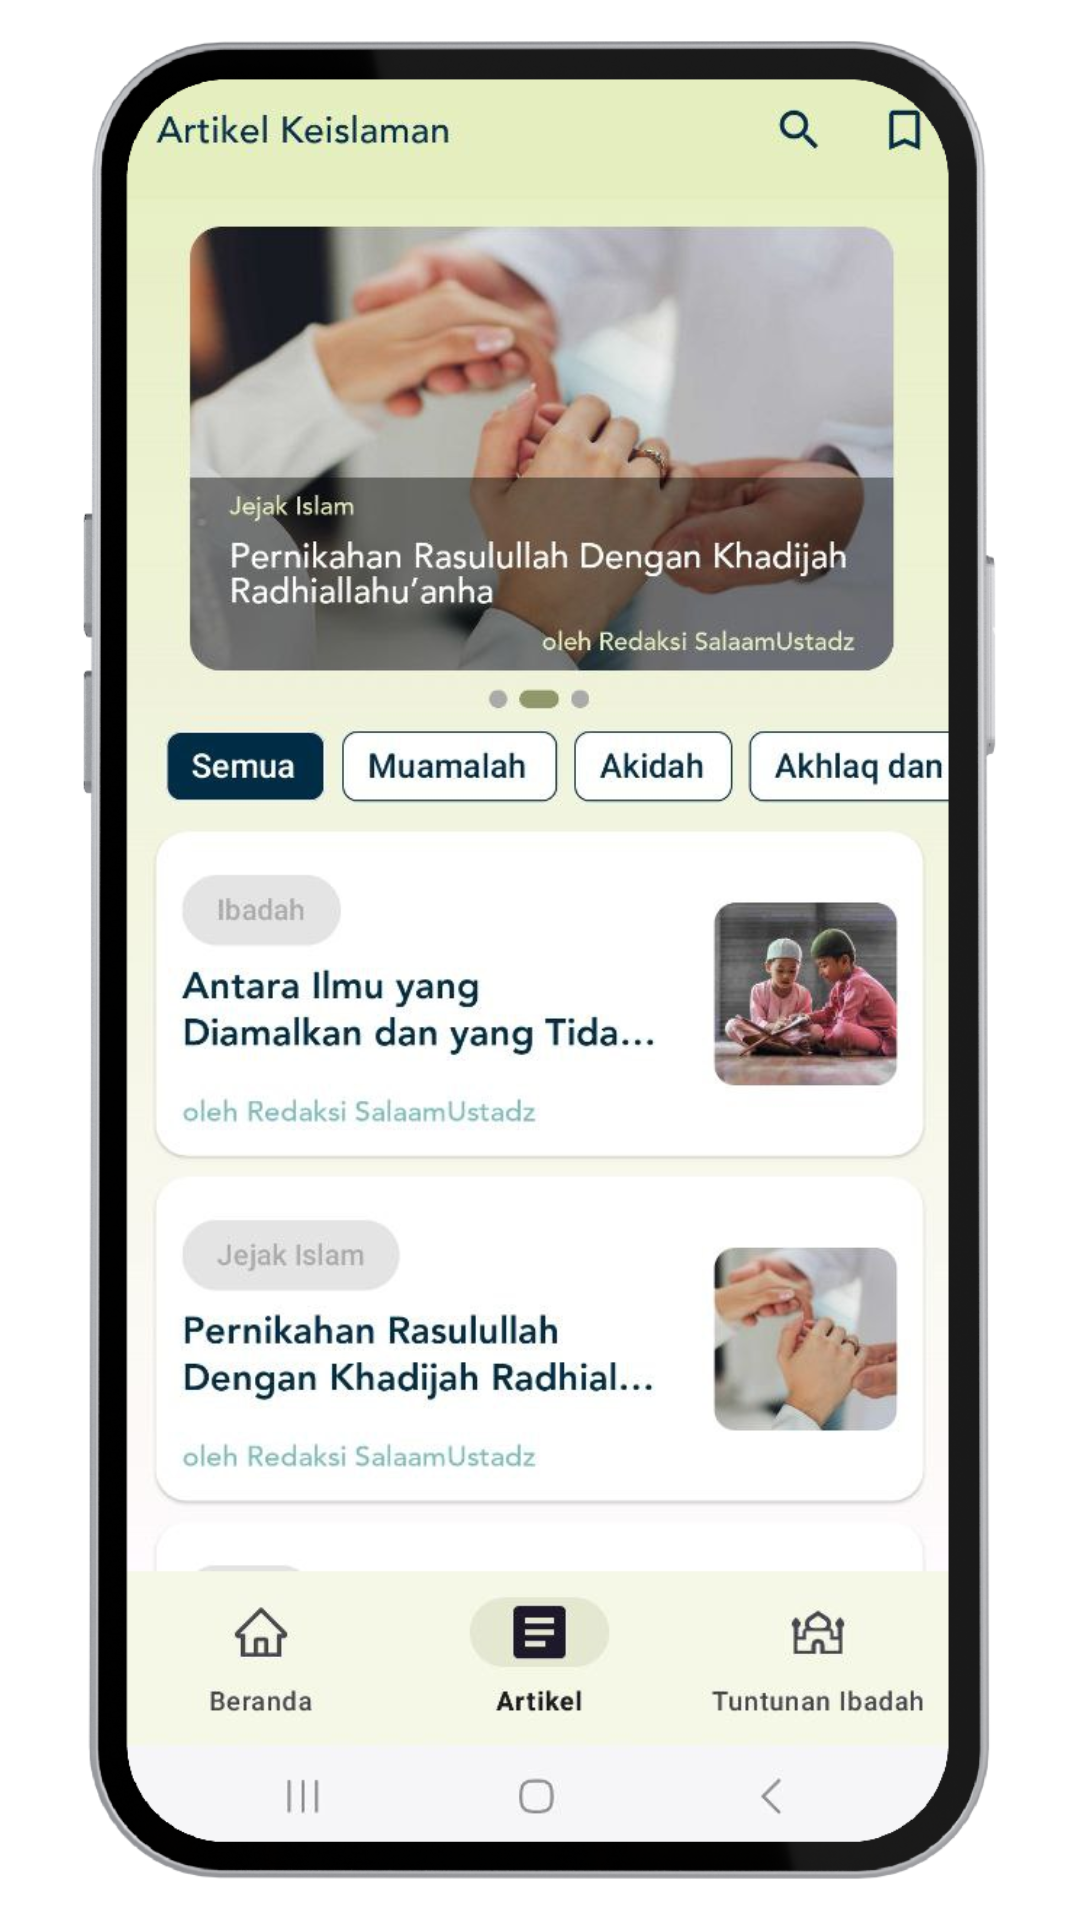 Artikel Keislaman
Jejak Islam
Pernikahan Rasulullah Dengan Khadijah
Radhiallahu’anha
oleh Redaksi SalaamUstadz
Semua
Muamalah
Akidah
Akhlaq dan
Ibadah
Antara Ilmu yang
Diamalkan dan yang Tida...
oleh Redaksi SalaamUstadz
Jejak Islam
Pernikahan Rasulullah
Dengan Khadijah Radhial...
oleh Redaksi SalaamUstadz
Beranda
Artikel
Tuntunan Ibadah